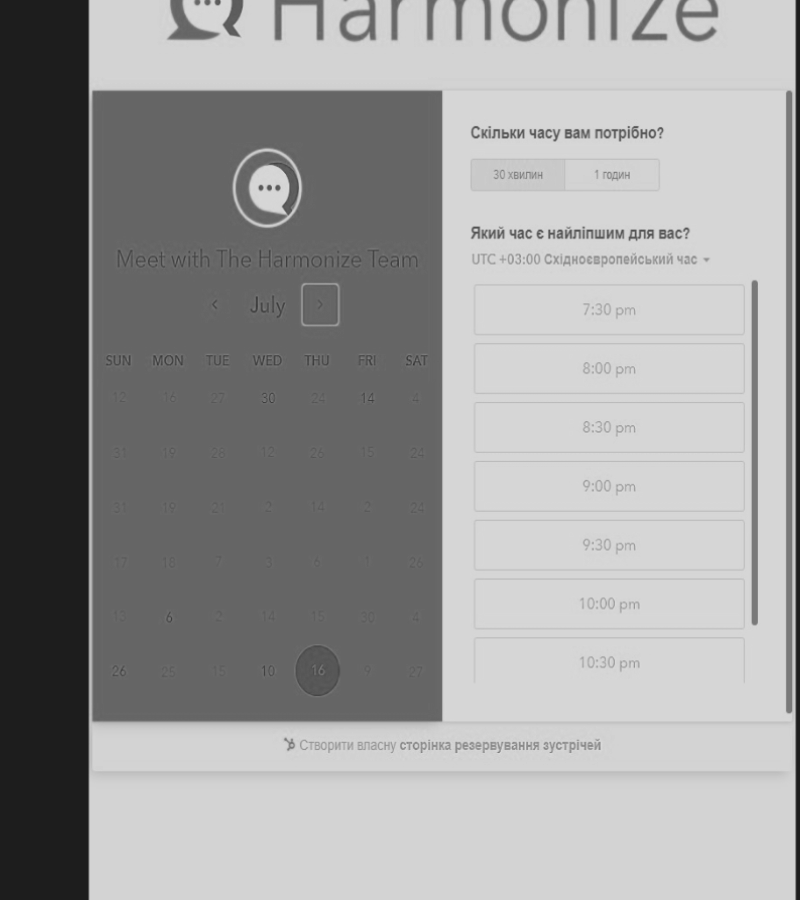 Harmonize
Meet with The Harmonize Team
July
SUN MON TUE WED THU FRI SAT
12 16 27 30 24 14 4
31 19 28 12 26 15 24
31 19 21 2 14 2 24
17 18 7 3 6 1 26
13 6 2 14 15 30 4
26 25 15 10 16 9 27
Скільки часу вам потрібно?
30 хвилин 1 годин
Який час є найліпшим для вас?
UTC +03:00 Східноєвропейський час
7:30 pm
8:00 pm
8:30 pm
9:00 pm
9:30 pm
10:00 pm
10:30 pm
Створити власну сторінка резервування зустрічей